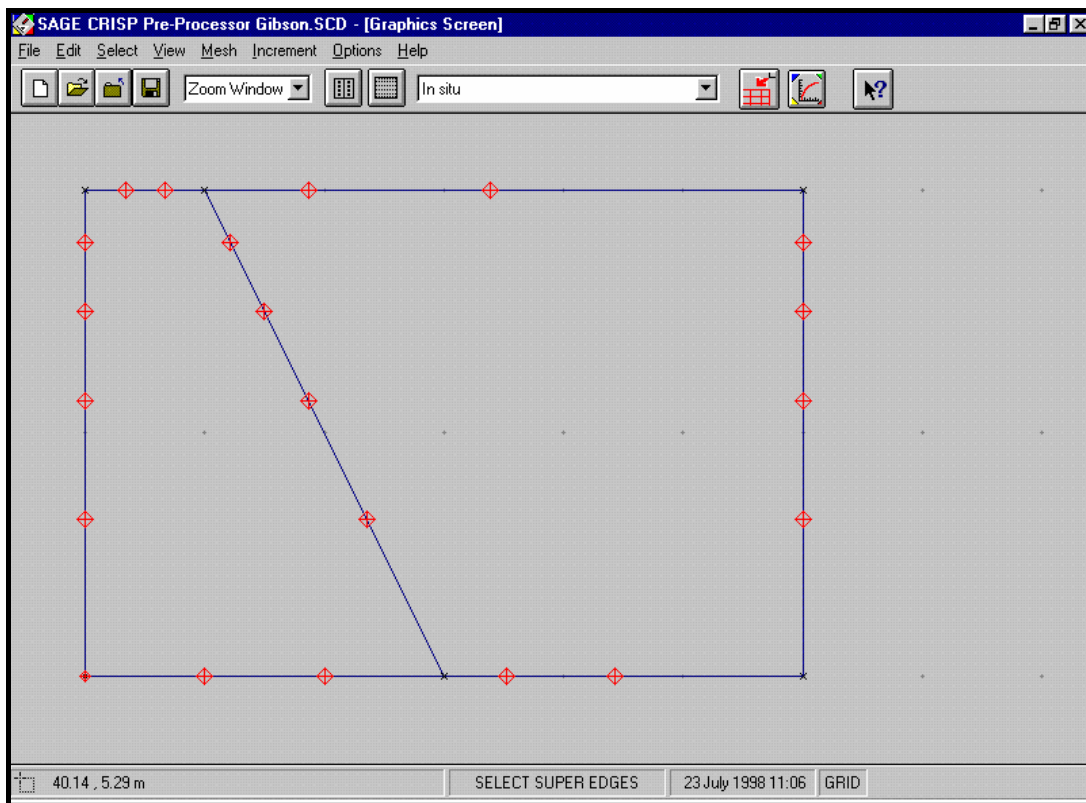 SAGE CRISP Pre-Processor Gibson.SCD - [Graphics Screen]
File Edit Select View Mesh Increment Options Help
Zoom Window In situ
40.14 , 5.29 m SELECT SUPER EDGES 23 July 1998 11:06 GRID